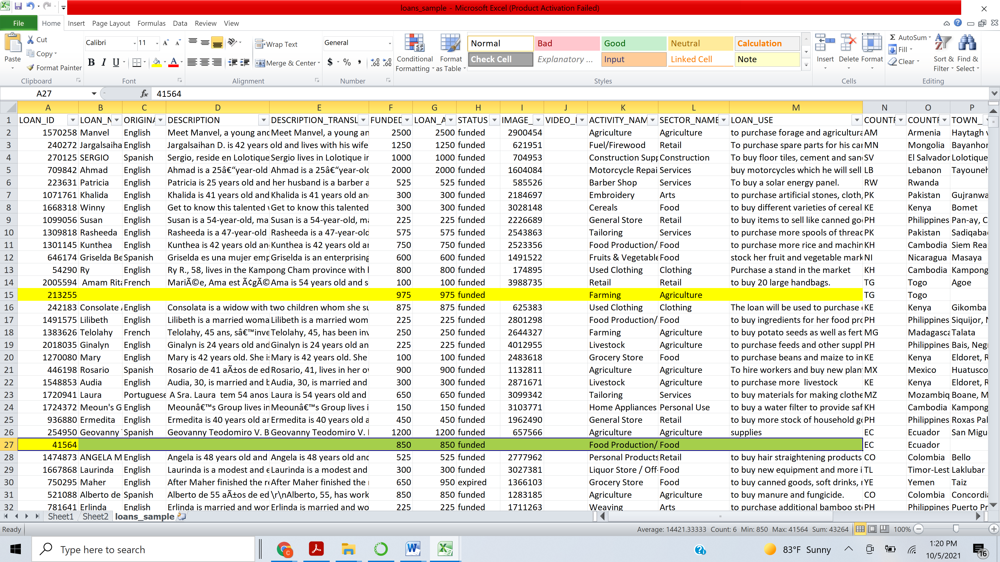 loans_sample - Microsoft Excel (Product Activation Failed)
File Home Insert Page Layout Formulas Data Review View
Cut
Copy
Format Painter
Paste
Clipboard
Calibri 11
B I U
Font
Wrap Text
Merge & Center
Alignment
General
$ % ,
Number
Conditional Formatting
Format as Table
Normal Bad Good Neutral Calculation
Check Cell Explanatory ... Input Linked Cell Note
Styles
Insert Delete Format
Cells
Σ AutoSum
Fill
Clear
Sort & Filter
Find & Select
Editing
A27 fx 41564
A B C D E F G H I J K L M N O P
1 LOAN_ID LOAN_N ORIGINA DESCRIPTION DESCRIPTION_TRANSL FUNDED LOAN_A STATUS IMAGE_ VIDEO_I ACTIVITY_NAM SECTOR_NAME LOAN_USE COUNTR COUNTR TOWN_
2 1570258 Manvel English Meet Manvel, a young and Meet Manvel, a young an 2500 2500 funded 2900454 Agriculture Agriculture to purchase forage and agricultura AM Armenia Haytagh v
3 240272 Jargalsaiha English Jargalsaihan D. is 42 years old and lives with his wife 1250 1250 funded 621951 Fuel/Firewood Retail To purchase spare parts for his car MN Mongolia Bayanhor
4 270125 SERGIO Spanish Sergio, reside en Lolotique Sergio lives in Lolotique in 1000 1000 funded 704953 Construction Supp Construction To buy floor tiles, cement and sand SV El Salvador Lolotique
5 709842 Ahmad English Ahmad is a 25â€“year-old Ahmad is a 25â€“year-old 2000 2000 funded 1604084 Motorcycle Repai Services buy motorcycles which he will sell LB Lebanon Tayouneh
6 223631 Patricia English Patricia is 25 years old and her husband is a barber a 525 525 funded 585526 Barber Shop Services To buy a solar energy panel. RW Rwanda
7 1071761 Khalida English Khalida is 41 years old and Khalida is 41 years old an 300 300 funded 2184697 Embroidery Arts to purchase artificial stones, cloth, PK Pakistan Gujranwa
8 1668318 Winny English Get to know this talented w Get to know this talented 300 300 funded 3028148 Cereals Food to buy different varieties of cereal KE Kenya Bomet
9 1099056 Susan English Susan is a 54-year-old, ma Susan is a 54-year-old, ma 225 225 funded 2226689 General Store Retail to buy items to sell like canned goo PH Philippines Pan-ay, C
10 1309818 Rasheeda English Rasheeda is a 47-year-old Rasheeda is a 47-year-old 575 575 funded 2543863 Tailoring Services to purchase more spools of thread PK Pakistan Sadiqabad
11 1301145 Kunthea English Kunthea is 42 years old an Kunthea is 42 years old ar 750 750 funded 2523356 Food Production/ Food to purchase more rice and machin KH Cambodia Siem Rea
12 646174 Griselda Be Spanish Griselda es una mujer emp Griselda is an enterprising 600 600 funded 1491522 Fruits & Vegetable Food stock her fruit and vegetable mark NI Nicaragua Masaya
13 54290 Ry English Ry R., 58, lives in the Kampong Cham province with h 800 800 funded 174895 Used Clothing Clothing Purchase a stand in the market KH Cambodia Kampong
14 2005594 Amam Rita French MariÃ©e, Ama est Ã¢gÃ© Ama is 54 years old and s 100 100 funded 3988735 Retail Retail to buy 20 large handbags. TG Togo Agoe
15 213255 975 975 funded Farming Agriculture TG Togo
16 242183 Consolate A English Consolata is a widow with two children whom she su 875 875 funded 625383 Used Clothing Clothing The loan will be used to purchase c KE Kenya Gikomba
17 1491575 Lilibeth English Lilibeth is a married woma Lilibeth is a married wom 225 225 funded 2801298 Food Production/ Food to buy ingredients for her food pro PH Philippines Siquijor, N
18 1383626 Telolahy French Telolahy, 45 ans, sâ€™inve Telolahy, 45, has been inv 250 250 funded 2644327 Farming Agriculture to buy potato seeds as well as fert MG Madagasca Talata
19 2018035 Ginalyn English Ginalyn is 24 years old and Ginalyn is 24 years old an 225 225 funded 4012955 Livestock Agriculture to purchase feeds and other suppl PH Philippines Bais, Negr
20 1270080 Mary English Mary is 42 years old. She is Mary is 42 years old. She 100 100 funded 2483618 Grocery Store Food to purchase beans and maize to in KE Kenya Eldoret, R
21 446198 Rosario Spanish Rosario de 41 aÃ±os de ed Rosario, 41, lives in her ov 900 900 funded 1132811 Agriculture Agriculture To hire workers and buy new plan MX Mexico Huatusco
22 1548853 Audia English Audia, 30, is married and b Audia, 30, is married and 300 300 funded 2871671 Livestock Agriculture to purchase more livestock KE Kenya Eldoret, R
23 1720941 Laura Portuguese A Sra. Laura tem 54 anos Laura is 54 years old and 650 650 funded 3099342 Tailoring Services to buy materials for making clothe MZ Mozambiq Boane, M
24 1724372 Meoun's G English Meounâ€™s Group lives in Meounâ€™s Group lives i 150 150 funded 3103771 Home Appliances Personal Use to buy a water filter to provide saf KH Cambodia Kampong
25 936880 Ermedita English Ermedita is 40 years old ar Ermedita is 40 years old a 450 450 funded 1962490 General Store Retail to buy more stock of household go PH Philippines Roxas Pal
26 254950 Geovanny T Spanish Geovanny Teodomiro V. B Geovanny Teodomiro V. 1200 1200 funded 657566 Agriculture Agriculture supplies EC Ecuador San Migu
27 41564 850 850 funded Food Production/ Food EC Ecuador
28 1474873 ANGELA M English Angela is 48 years old and Angela is 48 years old and 525 525 funded 2777962 Personal Products Retail to buy hair straightening products CO Colombia Bello
29 1667868 Laurinda English Laurinda is a modest and e Laurinda is a modest and 300 300 funded 3027381 Liquor Store / Off- Food to buy new equipment and more i TL Timor-Lest Laklubar
30 750295 Maher English After Maher finished the re After Maher finished the 650 950 expired 1366103 Grocery Store Food to buy canned goods, soft drinks, YE Yemen Taiz
31 521088 Alberto de Spanish Alberto de 55 aÃ±os de ed \r\nAlberto, 55, has work 850 850 funded 1283185 Agriculture Agriculture to buy manure and fungicide. CO Colombia Concordi
32 781641 Erlinda English Erlinda is married and wor Erlinda is married and wo 225 225 funded 1711263 Weaving Arts to purchase additional bamboo st PH Philippines Puerto Pr
Sheet1 Sheet2 loans_sample
Ready Average: 14421.33333 Count: 6 Min: 850 Max: 41564 Sum: 43264 100%
Type here to search
83°F Sunny
1:20 PM
10/5/2021
16